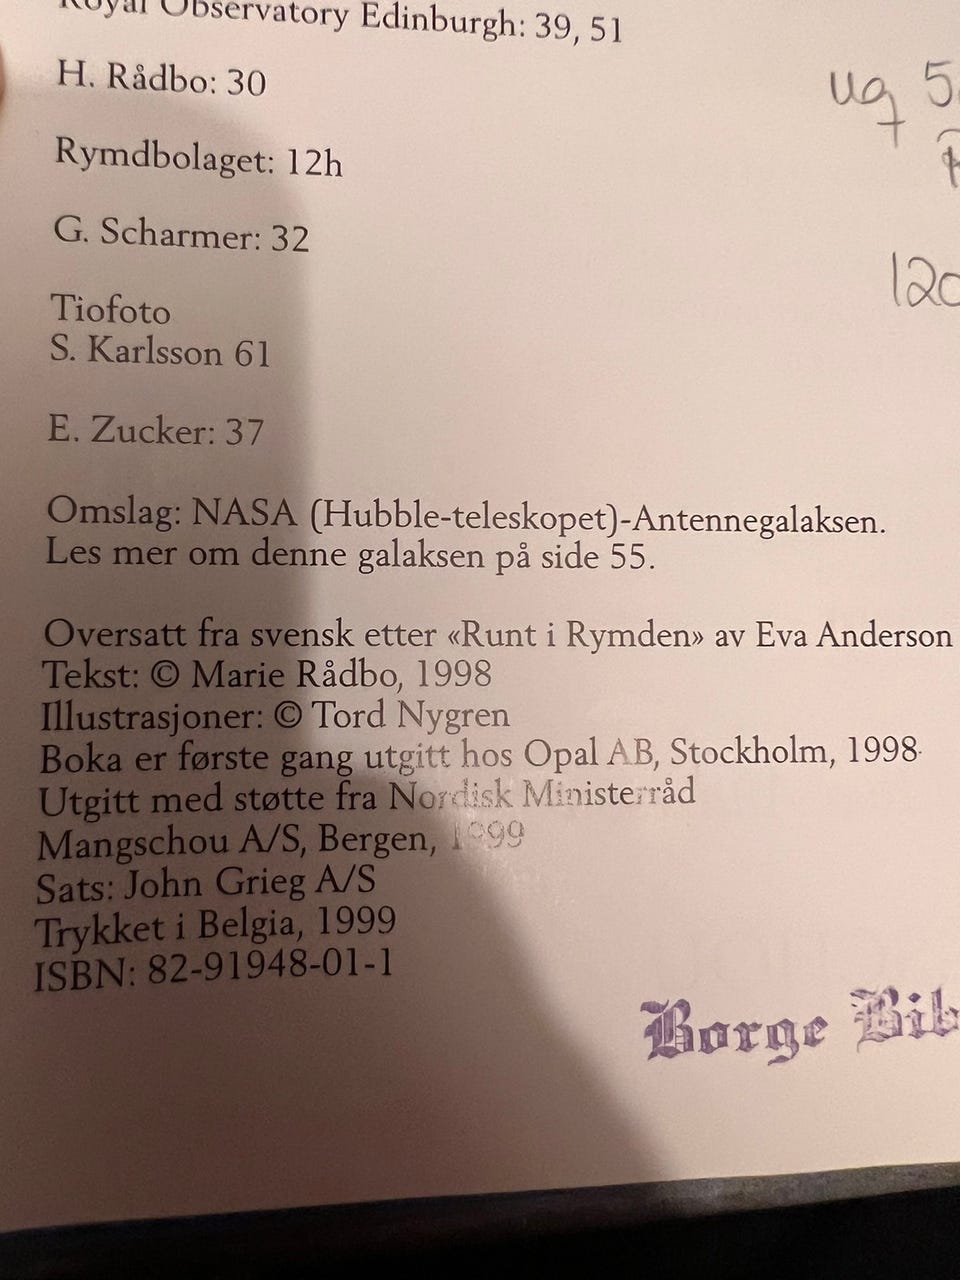 Royal Observatory Edinburgh: 39, 51
H. Rådbo: 30
ug 5
Rymdbolaget: 12h
G. Scharmer: 32
120
Tiofoto
S. Karlsson 61
E. Zucker: 37
Omslag: NASA (Hubble-teleskopet)-Antennegalaksen.
Les mer om denne galaksen på side 55.
Oversatt fra svensk etter «Runt i Rymden» av Eva Anderson
Tekst: © Marie Rådbo, 1998
Illustrasjoner: © Tord Nygren
Boka er første gang utgitt hos Opal AB, Stockholm, 1998
Utgitt med støtte fra Nordisk Ministerråd
Mangschou A/S, Bergen, 1999
Sats: John Grieg A/S
Trykket i Belgia, 1999
ISBN: 82-91948-01-1
Borge Bib